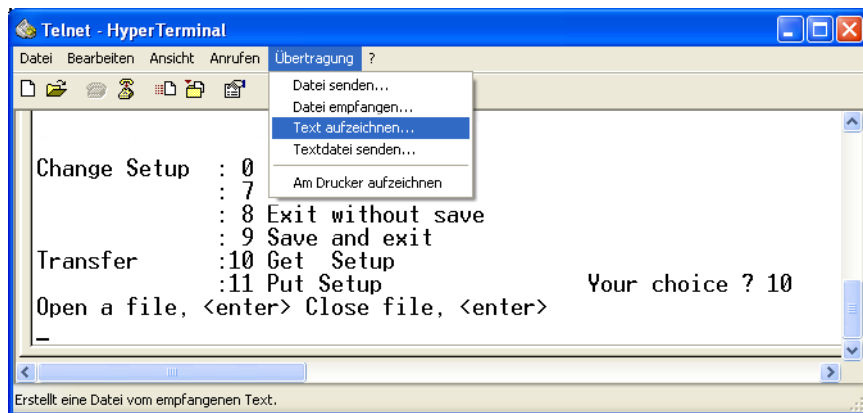 Telnet - HyperTerminal
Datei Bearbeiten Ansicht Anrufen Übertragung ?
Datei senden...
Datei empfangen...
Text aufzeichnen...
Textdatei senden...
Am Drucker aufzeichnen
Change Setup : 0
: 7
: 8 Exit without save
: 9 Save and exit
Transfer :10 Get Setup
:11 Put Setup Your choice ? 10
Open a file, <enter> Close file, <enter>
_
Erstellt eine Datei vom empfangenen Text.